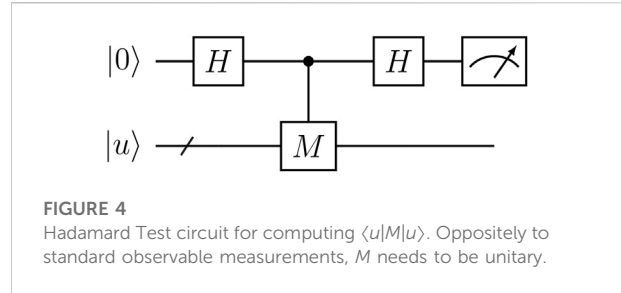 |0⟩ H H
|u⟩ M
FIGURE 4
Hadamard Test circuit for computing ⟨u|M|u⟩. Oppositely to
standard observable measurements, M needs to be unitary.